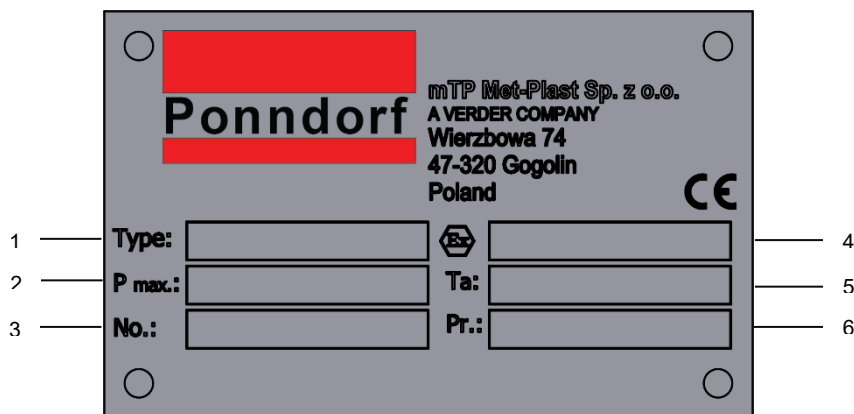 Ponndorf
mTP Met-Plast Sp. z o.o.
A VERDER COMPANY
Wierzbowa 74
47-320 Gogolin
Poland
CE
1 Type: Ex 4
2 P max.: Ta: 5
3 No.: Pr.: 6